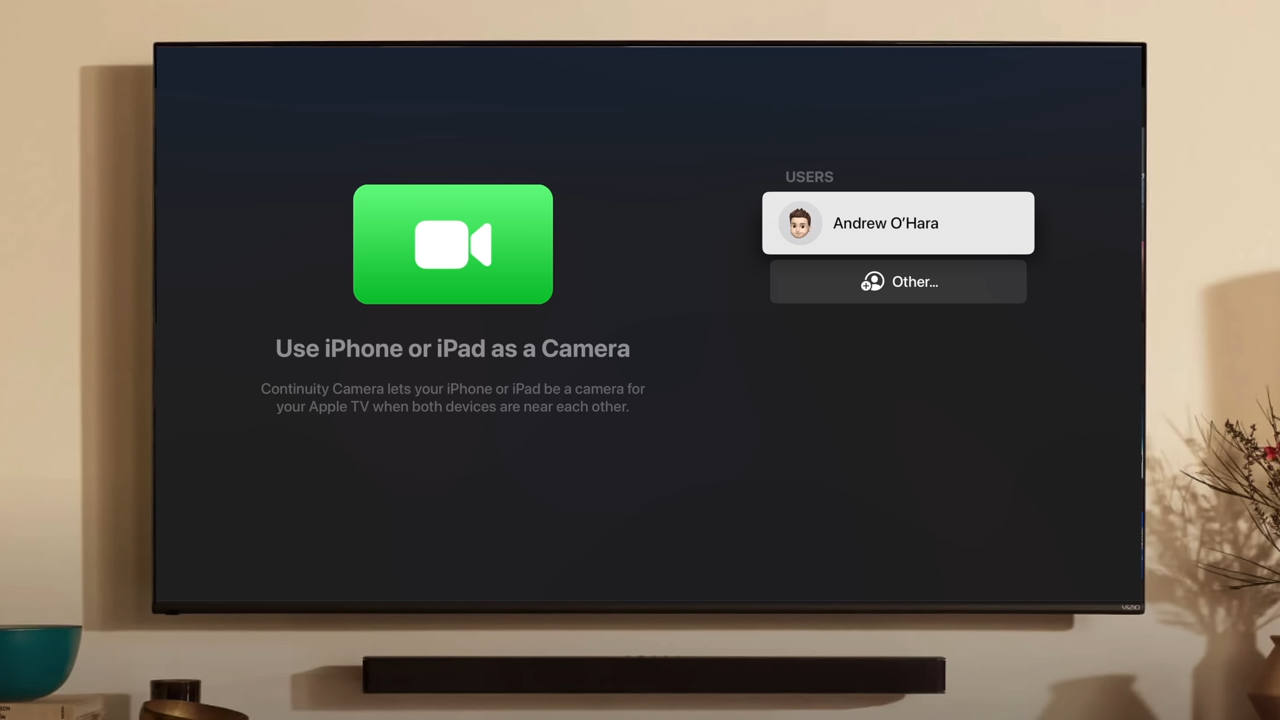 USERS
Andrew O’Hara
Other...
Use iPhone or iPad as a Camera
Continuity Camera lets your iPhone or iPad be a camera for
your Apple TV when both devices are near each other.
VIZIO